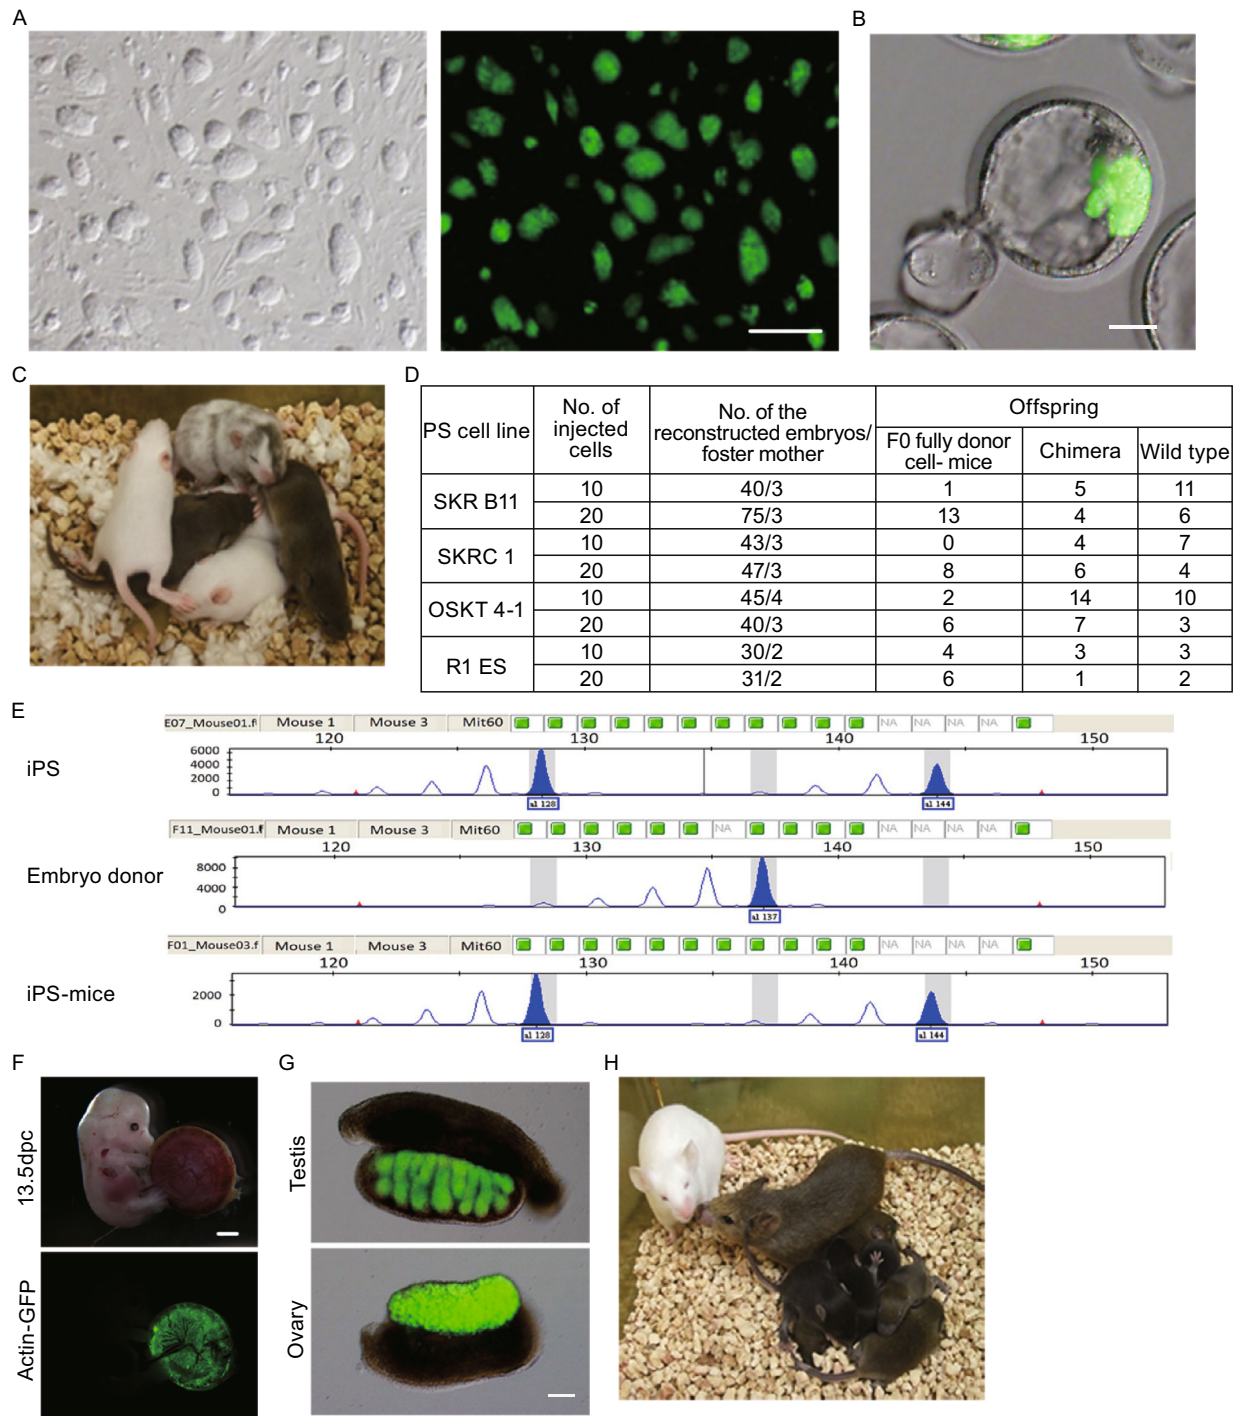 A
B
C
D
PS cell line
No. of
injected
cells
No. of the
reconstructed embryos/
foster mother
Offspring
F0 fully donor
cell- mice
Chimera
Wild type
SKR B11
10
40/3
1
5
11
20
75/3
13
4
6
SKRC 1
10
43/3
0
4
7
20
47/3
8
6
4
OSKT 4-1
10
45/4
2
14
10
20
40/3
6
7
3
R1 ES
10
30/2
4
3
3
20
31/2
6
1
2
E
iPS
E07_Mouse01.f
Mouse 1
Mouse 3
Mit60
NA NA NA NA
120 130 140 150
6000
4000
2000
0
al 128
al 144
Embryo donor
F11_Mouse01.f
Mouse 1
Mouse 3
Mit60
NA
NA NA NA NA
120 130 140 150
8000
4000
0
al 137
iPS-mice
F01_Mouse03.f
Mouse 1
Mouse 3
Mit60
NA NA NA NA
120 130 140 150
2000
0
al 128
al 144
F
13.5dpc
Actin-GFP
G
Testis
Ovary
H